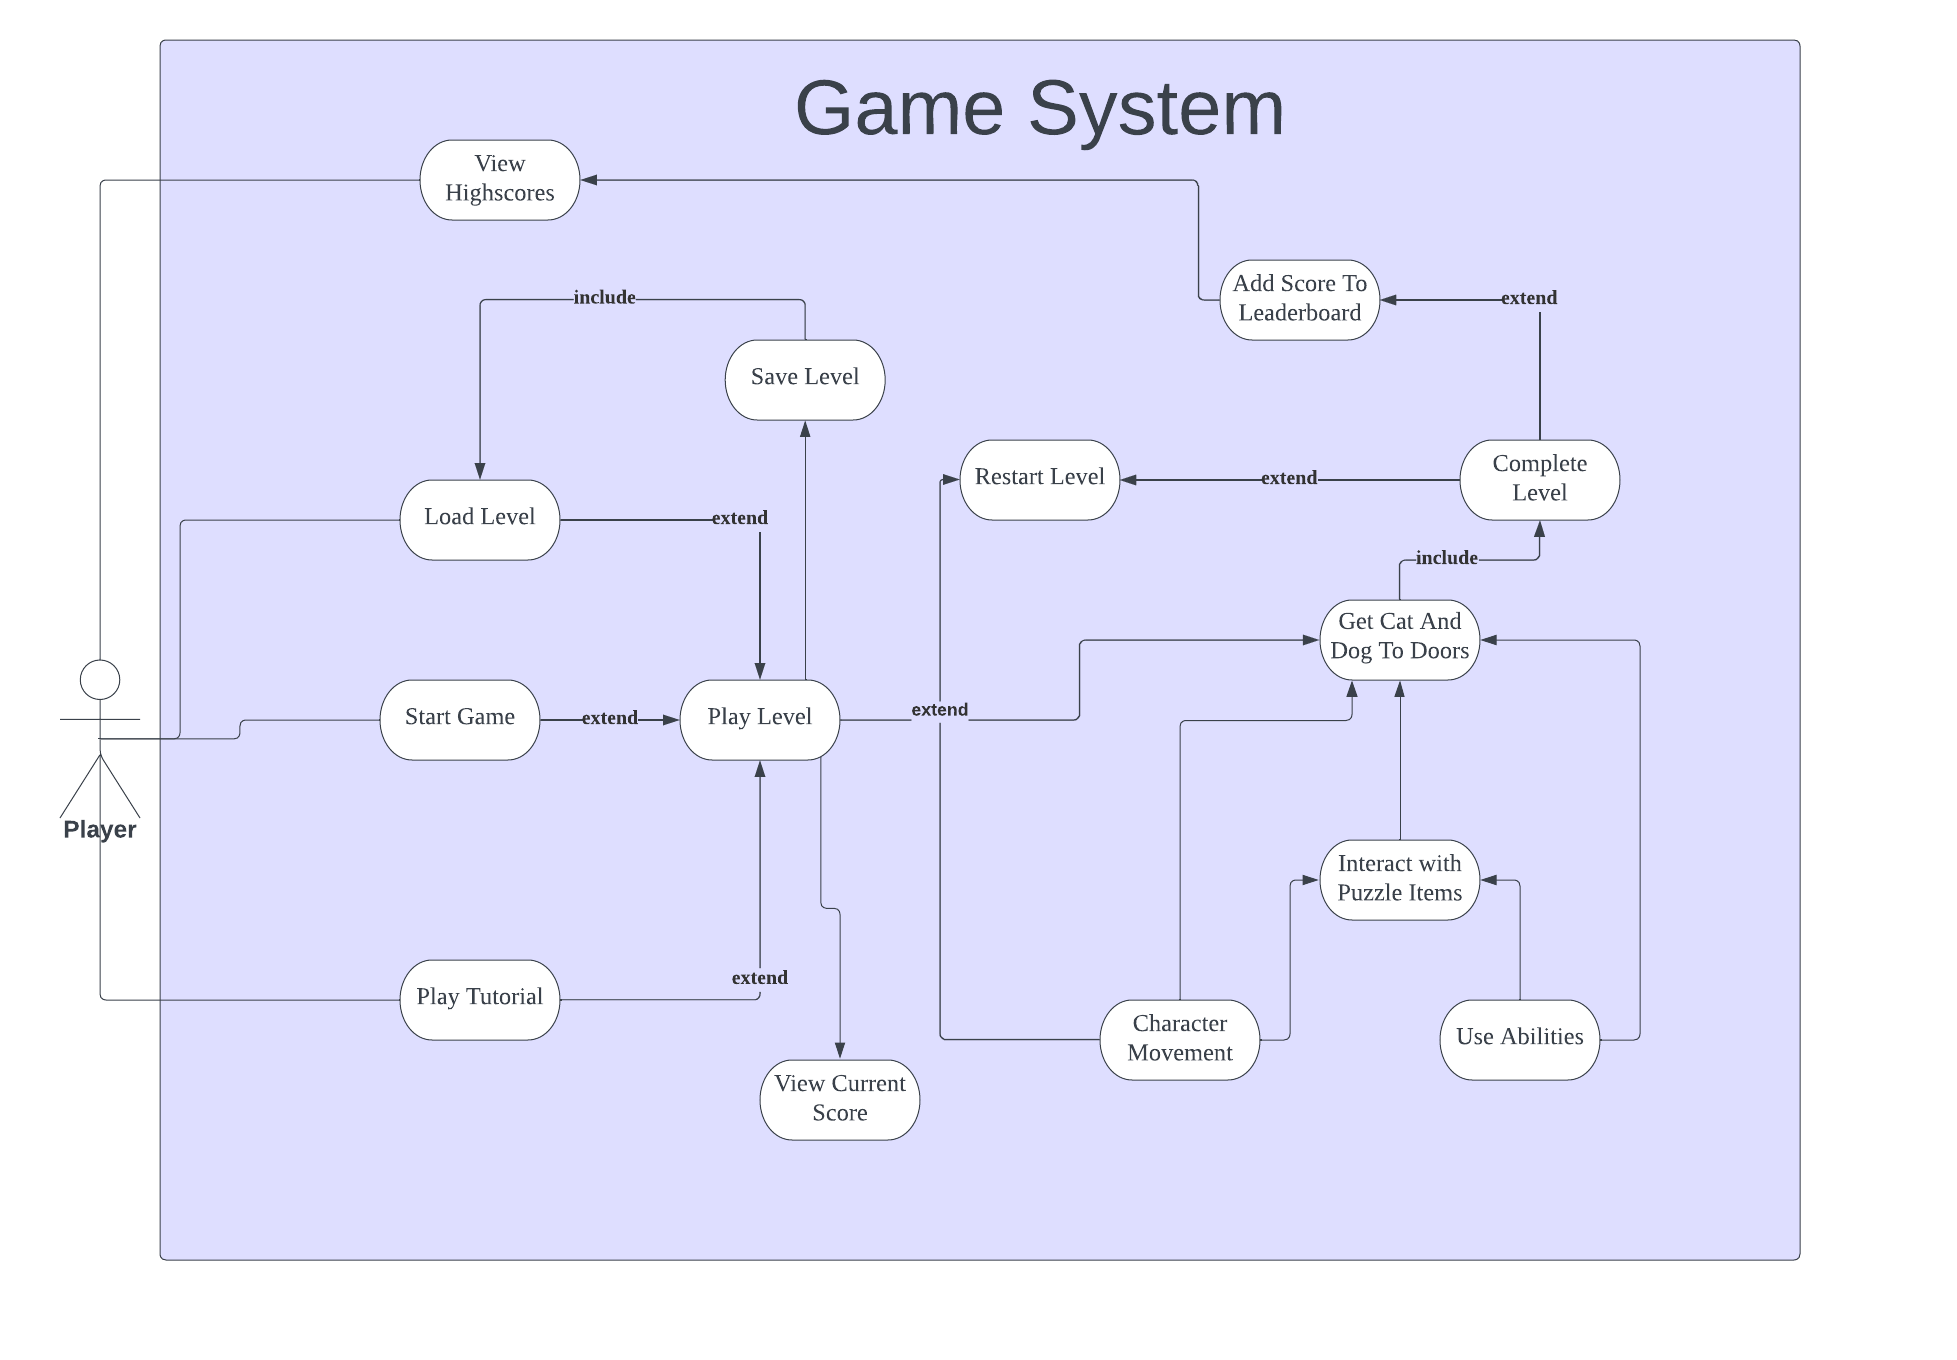 Game System
View
Highscores
Add Score To
Leaderboard
extend
include
Save Level
Restart Level
extend
Complete
Level
Load Level
extend
include
Get Cat And
Dog To Doors
Start Game
extend
Play Level
extend
Player
Interact with
Puzzle Items
Play Tutorial
extend
Character
Movement
Use Abilities
View Current
Score